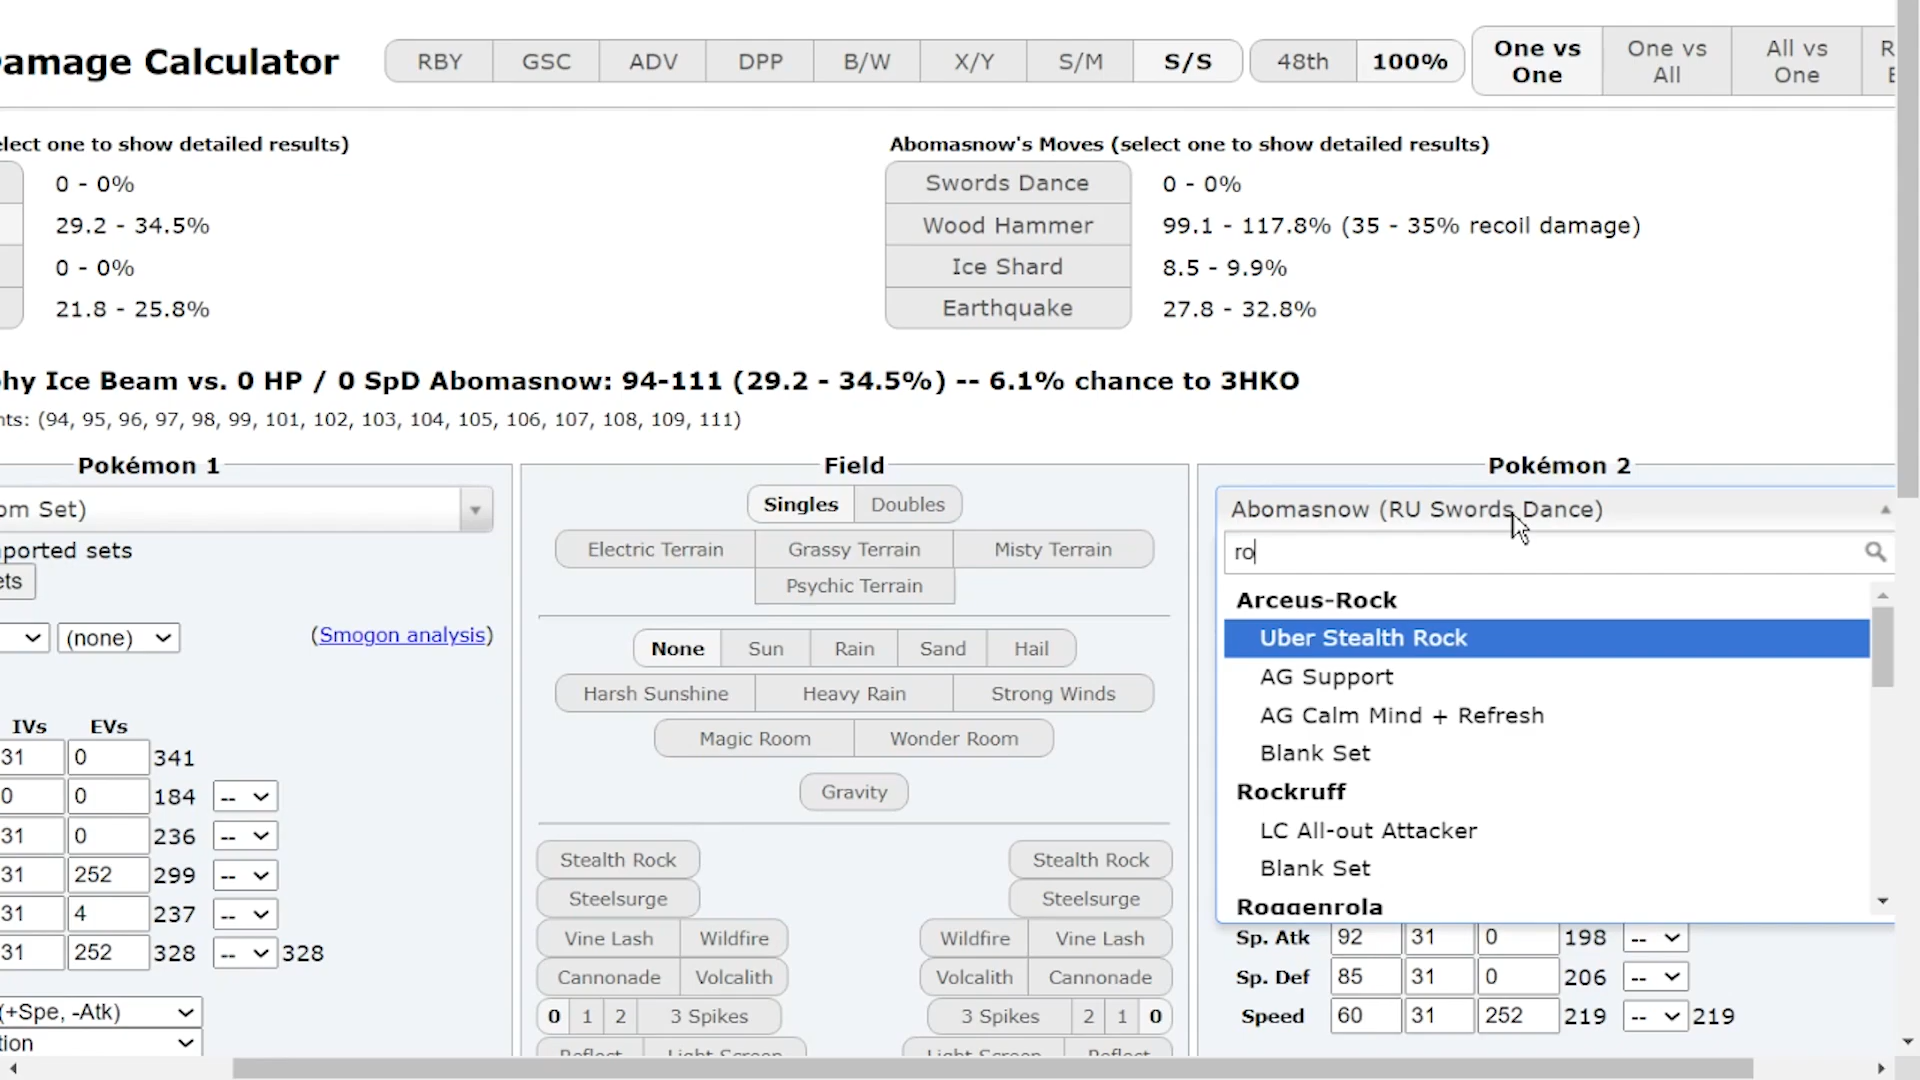 amage Calculator
RBY GSC ADV DPP B/W X/Y S/M S/S 48th 100% One vs One One vs All All vs One
elect one to show detailed results)
0 - 0%
29.2 - 34.5%
0 - 0%
21.8 - 25.8%
Abomasnow's Moves (select one to show detailed results)
Swords Dance 0 - 0%
Wood Hammer 99.1 - 117.8% (35 - 35% recoil damage)
Ice Shard 8.5 - 9.9%
Earthquake 27.8 - 32.8%
hy Ice Beam vs. 0 HP / 0 SpD Abomasnow: 94-111 (29.2 - 34.5%) -- 6.1% chance to 3HKO
nts: (94, 95, 96, 97, 98, 99, 101, 102, 103, 104, 105, 106, 107, 108, 109, 111)
Pokémon 1
om Set)
ported sets
ets
(none) (Smogon analysis)
IVs EVs
31 0 341
0 0 184 --
31 0 236 --
31 252 299 --
31 4 237 --
31 252 328 -- 328
(+Spe, -Atk)
tion
Field
Singles Doubles
Electric Terrain Grassy Terrain Misty Terrain
Psychic Terrain
None Sun Rain Sand Hail
Harsh Sunshine Heavy Rain Strong Winds
Magic Room Wonder Room
Gravity
Stealth Rock Stealth Rock
Steelsurge Steelsurge
Vine Lash Wildfire Wildfire Vine Lash
Cannonade Volcalith Volcalith Cannonade
0 1 2 3 Spikes 3 Spikes 2 1 0
Reflect Light Screen Light Screen Reflect
Pokémon 2
Abomasnow (RU Swords Dance)
ro
Arceus-Rock
Uber Stealth Rock
AG Support
AG Calm Mind + Refresh
Blank Set
Rockruff
LC All-out Attacker
Blank Set
Roggenrola
Sp. Atk 92 31 0 198 --
Sp. Def 85 31 0 206 --
Speed 60 31 252 219 -- 219